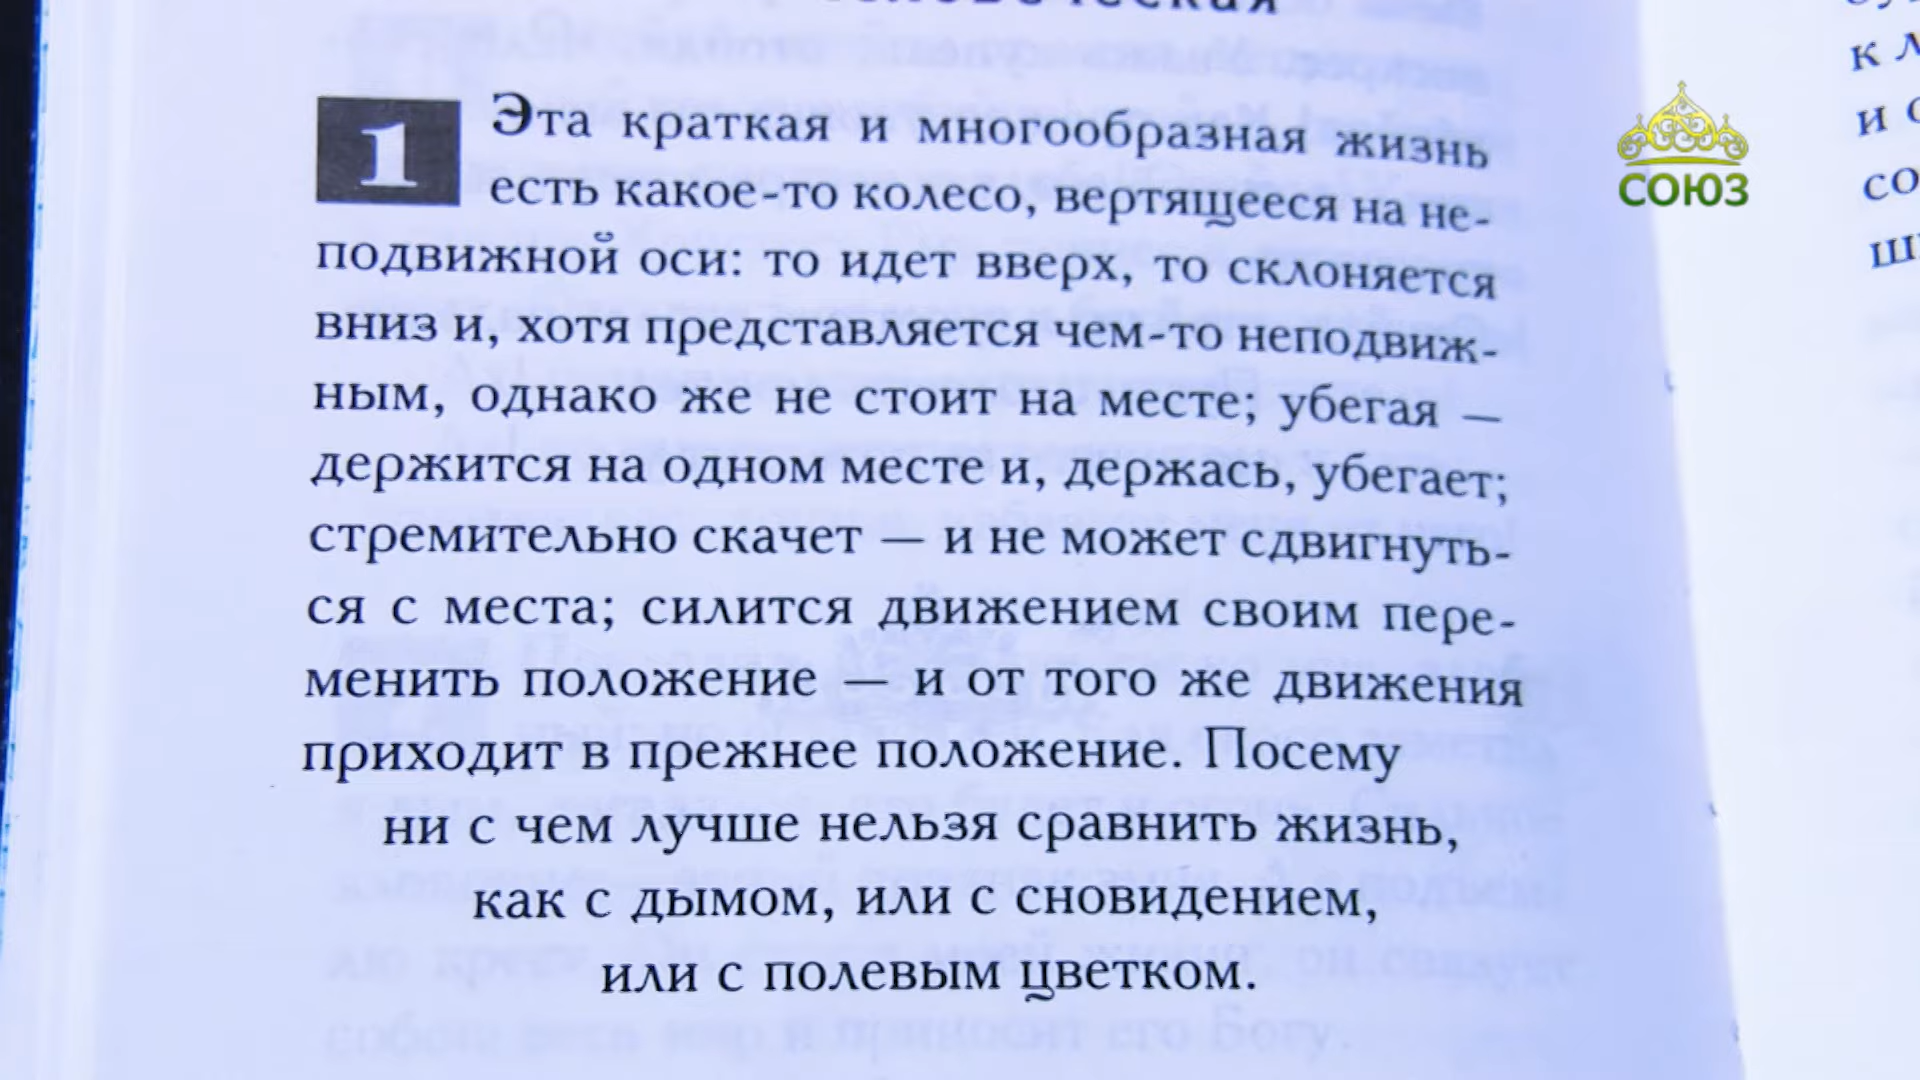 1
Эта краткая и многообразная жизнь
есть какое-то колесо, вертящееся на не-
подвижной оси: то идет вверх, то склоняется
вниз и, хотя представляется чем-то неподвиж-
ным, однако же не стоит на месте; убегая —
держится на одном месте и, держась, убегает;
стремительно скачет — и не может сдвигнуть-
ся с места; силится движением своим пере-
менить положение — и от того же движения
приходит в прежнее положение. Посему
ни с чем лучше нельзя сравнить жизнь,
как с дымом, или с сновидением,
или с полевым цветком.
СОЮЗ